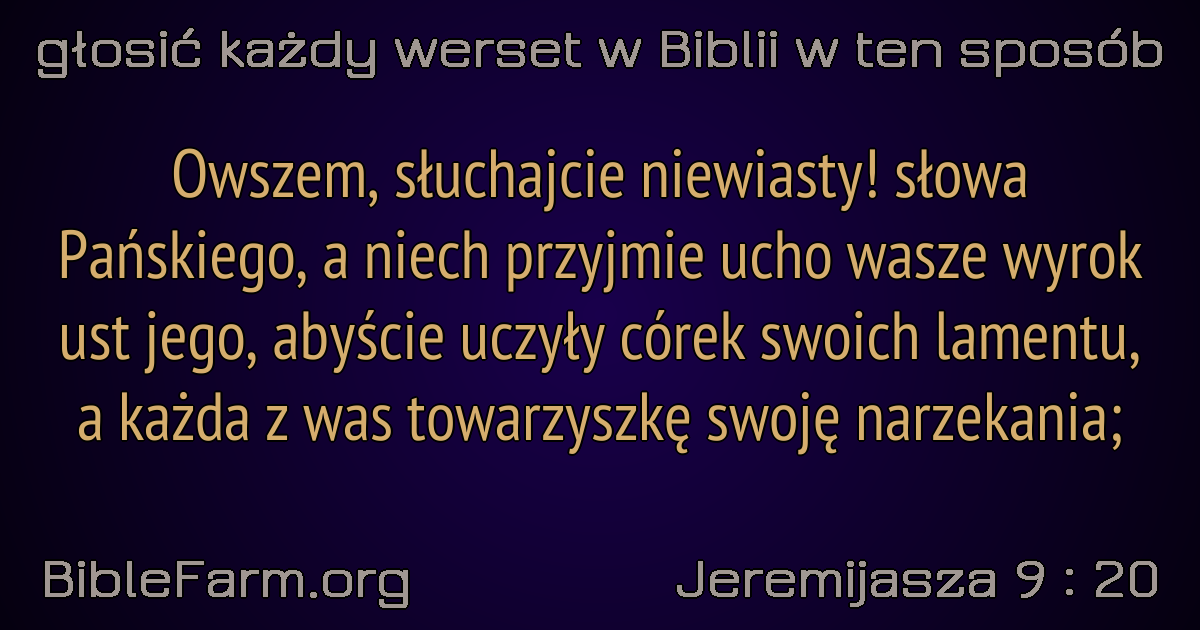 głosić każdy werset w Biblii w ten sposób
Owszem, słuchajcie niewiasty! słowa
Pańskiego, a niech przyjmie ucho wasze wyrok
ust jego, abyście uczyły córek swoich lamentu,
a każda z was towarzyszkę swoję narzekania;
BibleFarm.org
Jeremijasza 9 : 20